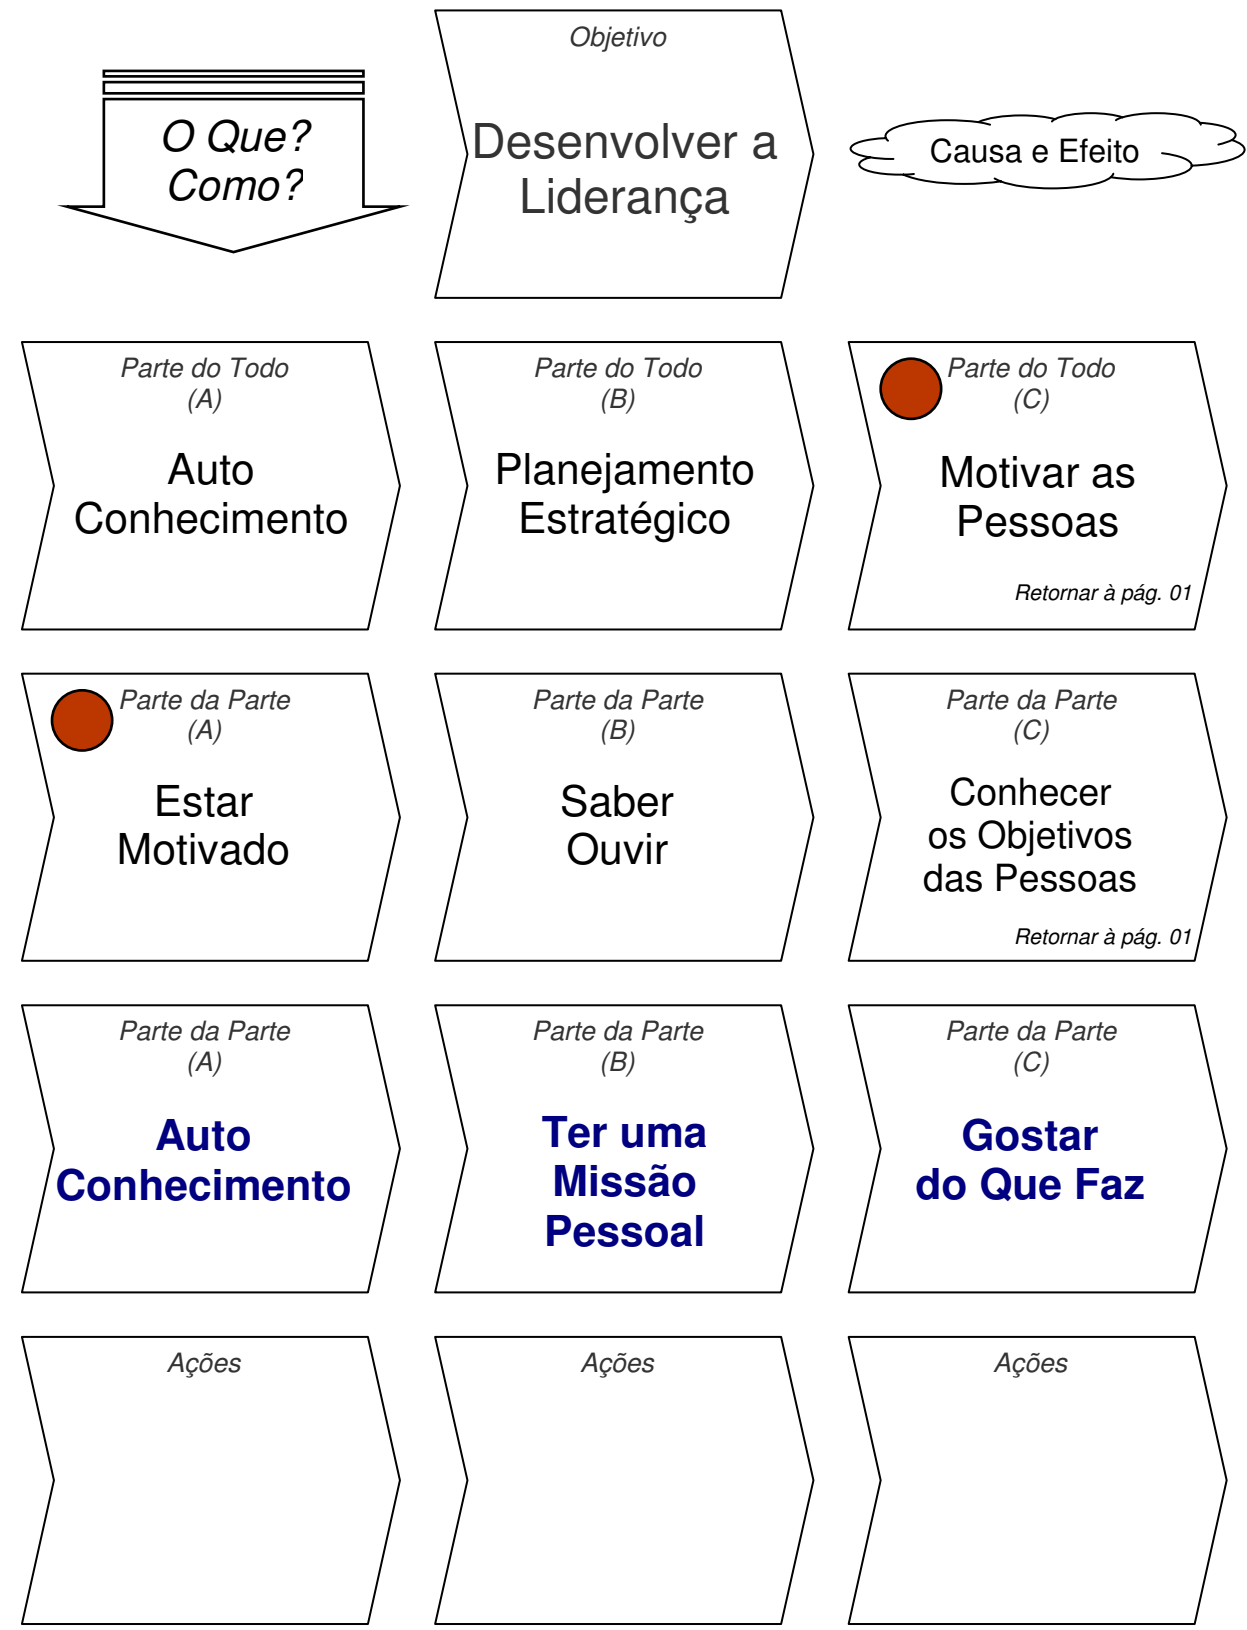 Objetivo
O Que?
Como?
Desenvolver a
Liderança
Causa e Efeito
Parte do Todo
(A)
Auto
Conhecimento
Parte do Todo
(B)
Planejamento
Estratégico
Parte do Todo
(C)
Motivar as
Pessoas
Retornar à pág. 01
Parte da Parte
(A)
Estar
Motivado
Parte da Parte
(B)
Saber
Ouvir
Parte da Parte
(C)
Conhecer
os Objetivos
das Pessoas
Retornar à pág. 01
Parte da Parte
(A)
Auto
Conhecimento
Parte da Parte
(B)
Ter uma
Missão
Pessoal
Parte da Parte
(C)
Gostar
do Que Faz
Ações
Ações
Ações